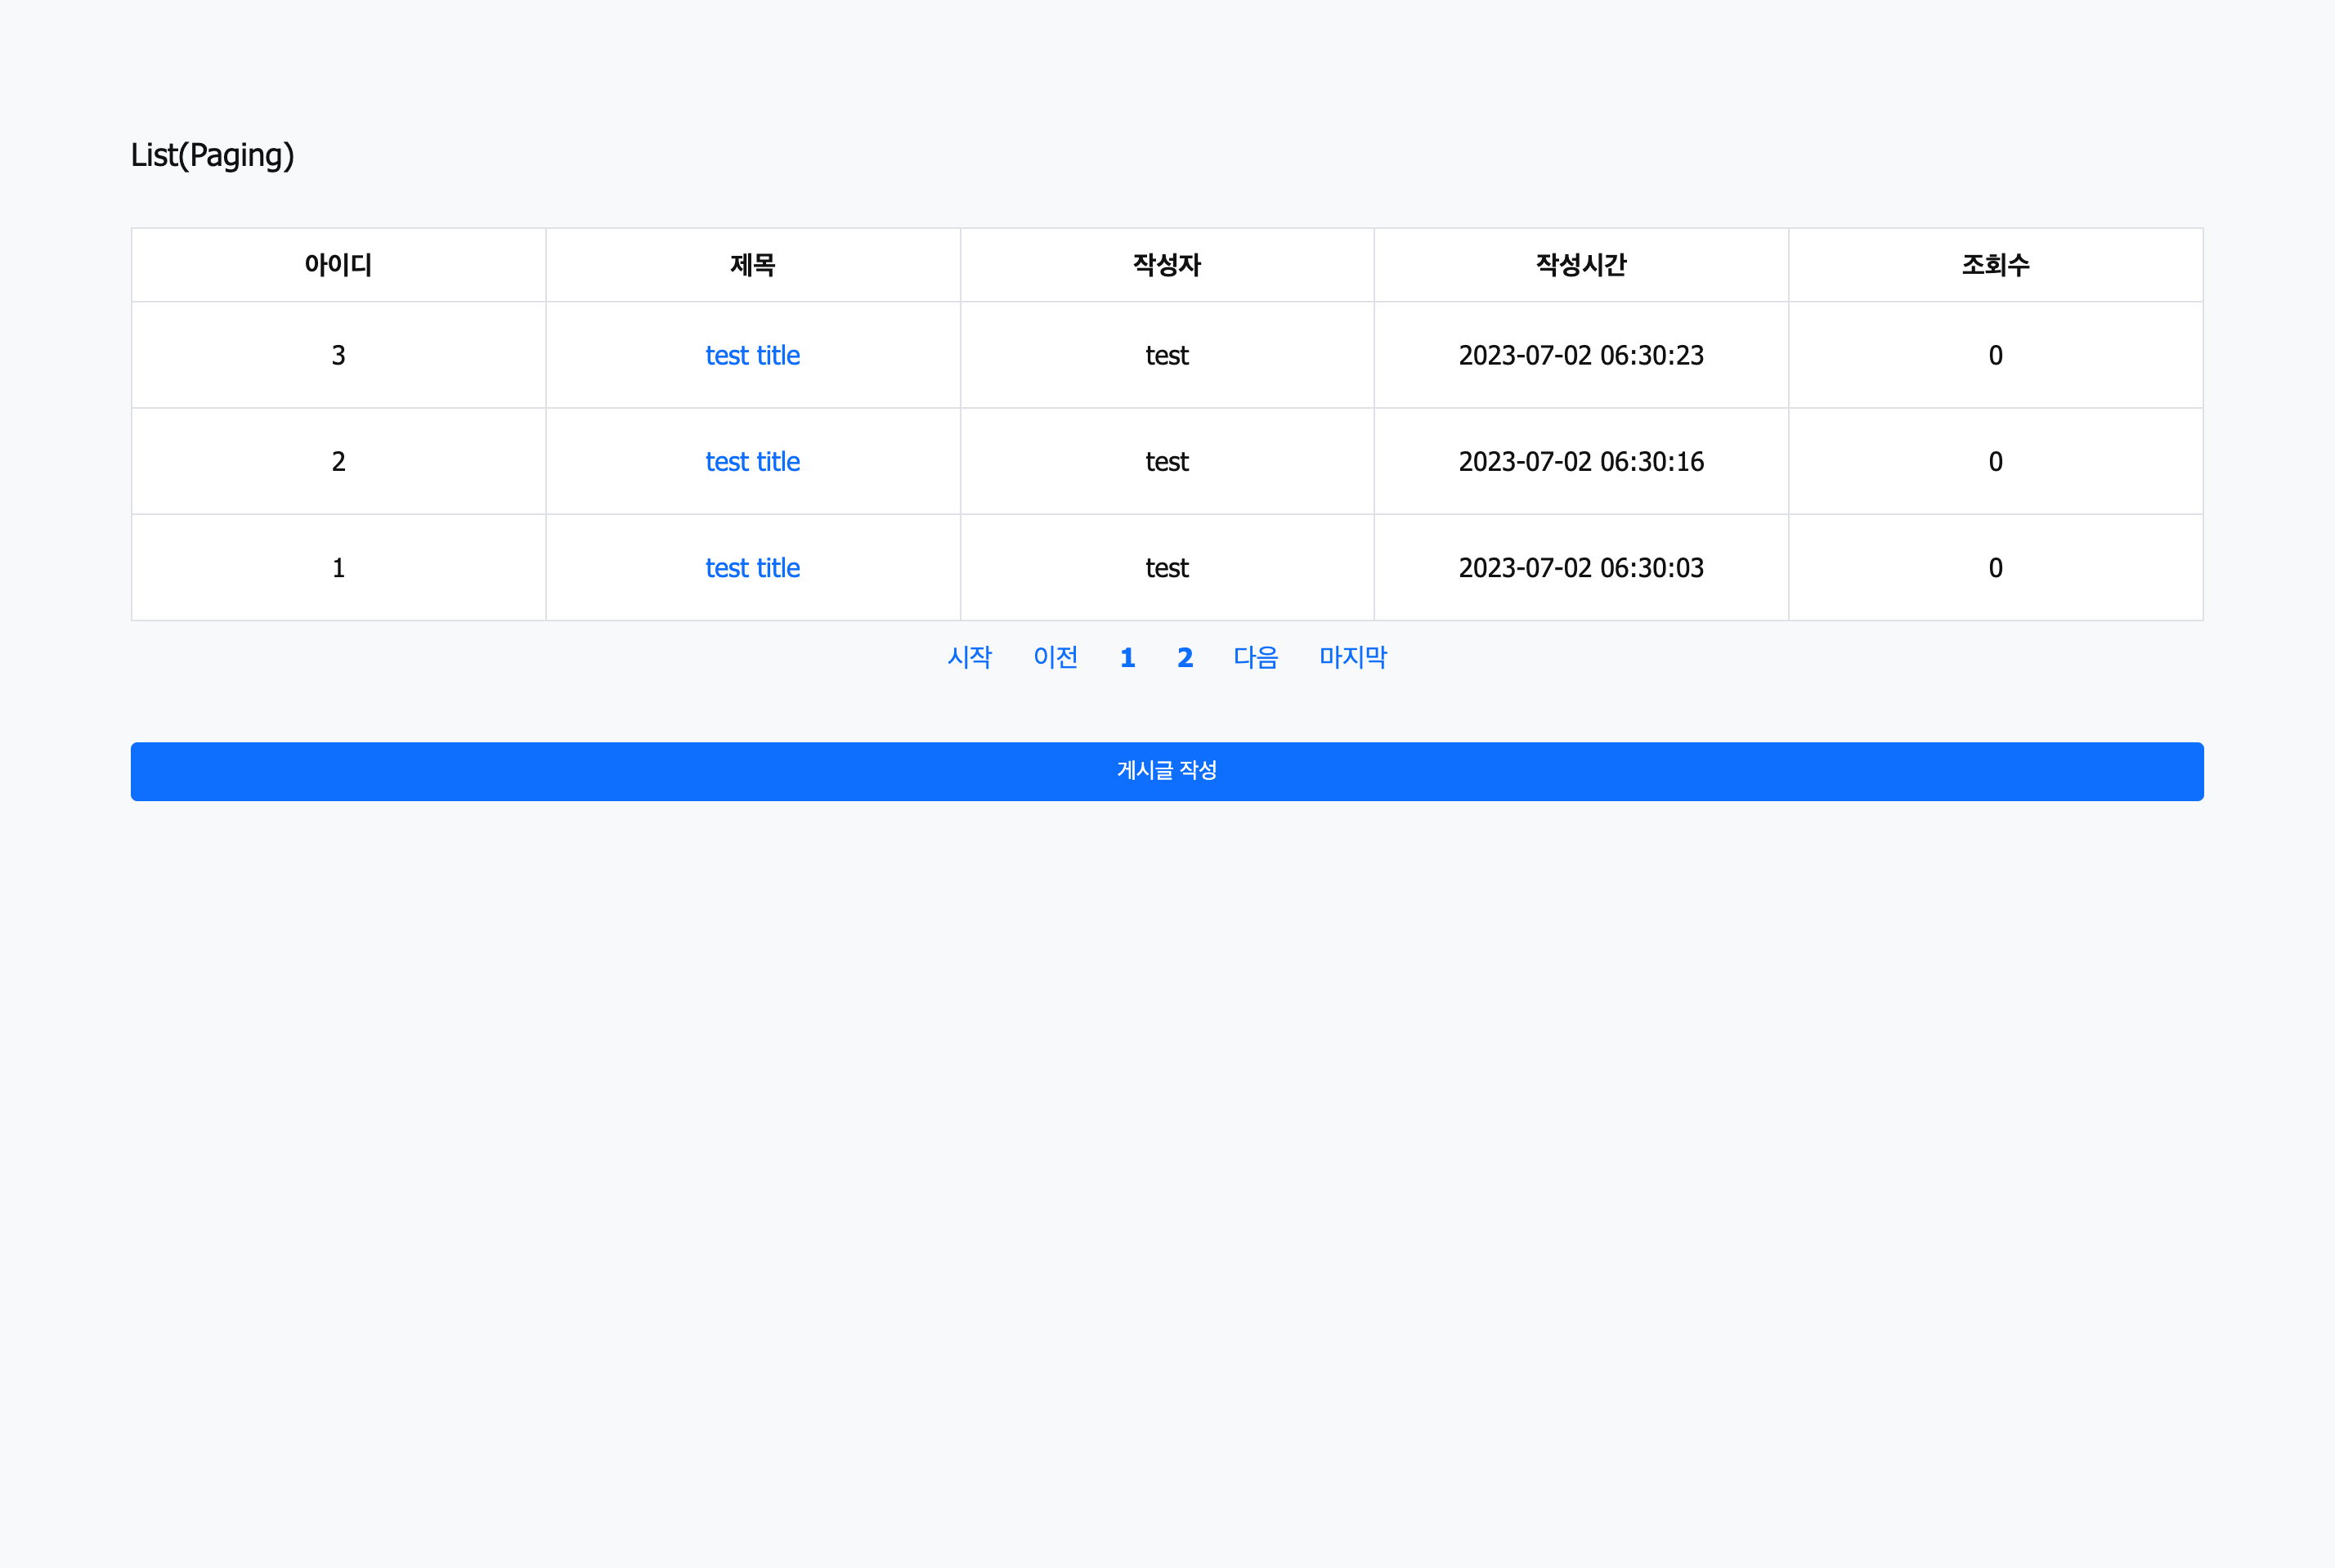 List(Paging)
아이디 제목 작성자 작성시간 조회수
3 test title test 2023-07-02 06:30:23 0
2 test title test 2023-07-02 06:30:16 0
1 test title test 2023-07-02 06:30:03 0
시작 이전 1 2 다음 마지막
게시글 작성